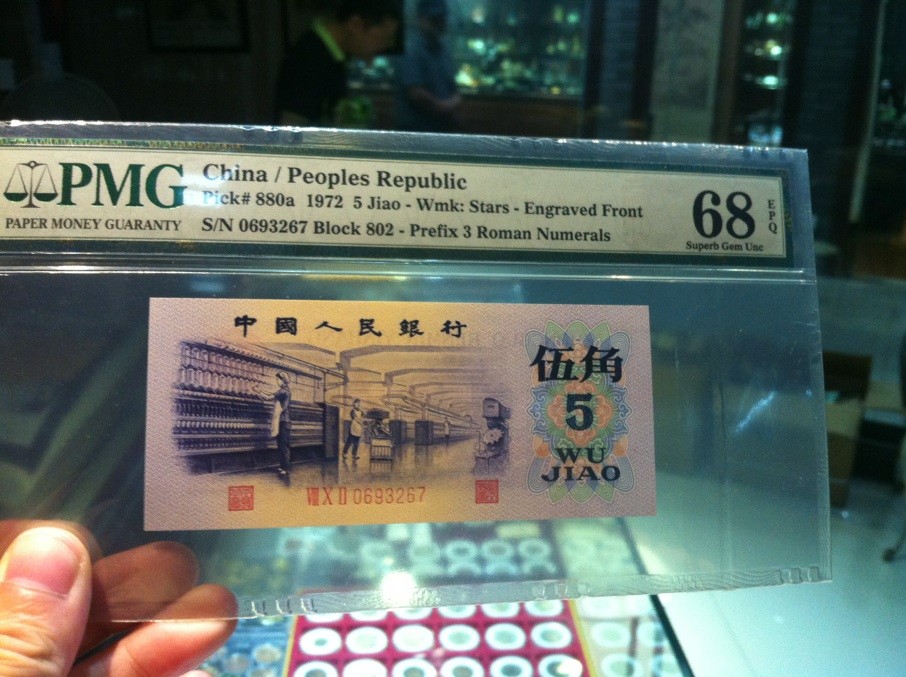 PMG
PAPER MONEY GUARANTY
China / Peoples Republic
Pick# 880a 1972 5 Jiao - Wmk: Stars - Engraved Front
S/N 0693267 Block 802 - Prefix 3 Roman Numerals
68
EPQ
Superb Gem Unc
中國人民銀行
伍角
5
WU
JIAO
Ⅷ Ⅹ Ⅱ 0693267